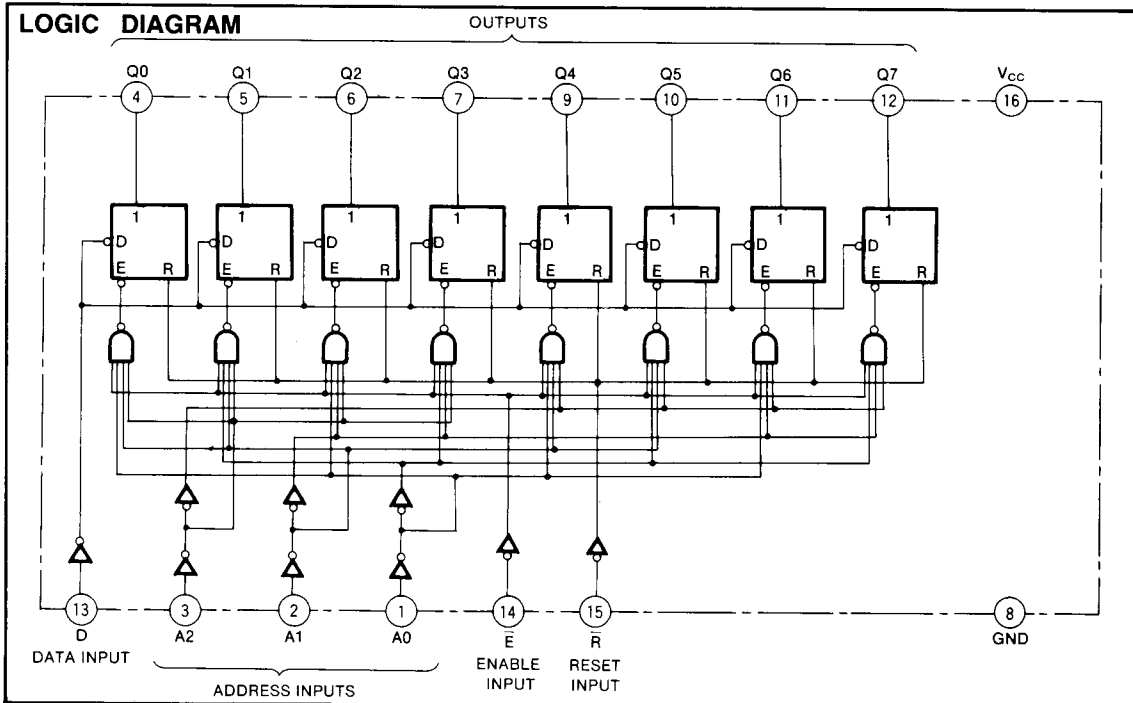 LOGIC DIAGRAM
OUTPUTS
Q0 Q1 Q2 Q3 Q4 Q5 Q6 Q7 VCC
4 5 6 7 9 10 11 12 16
1 1 1 1 1 1 1 1
D D D D D D D D
E R E R E R E R E R E R E R E R
13 3 2 1 14 15 8
D A2 A1 A0 E̅ R̅ GND
DATA INPUT ENABLE RESET
INPUT INPUT
ADDRESS INPUTS